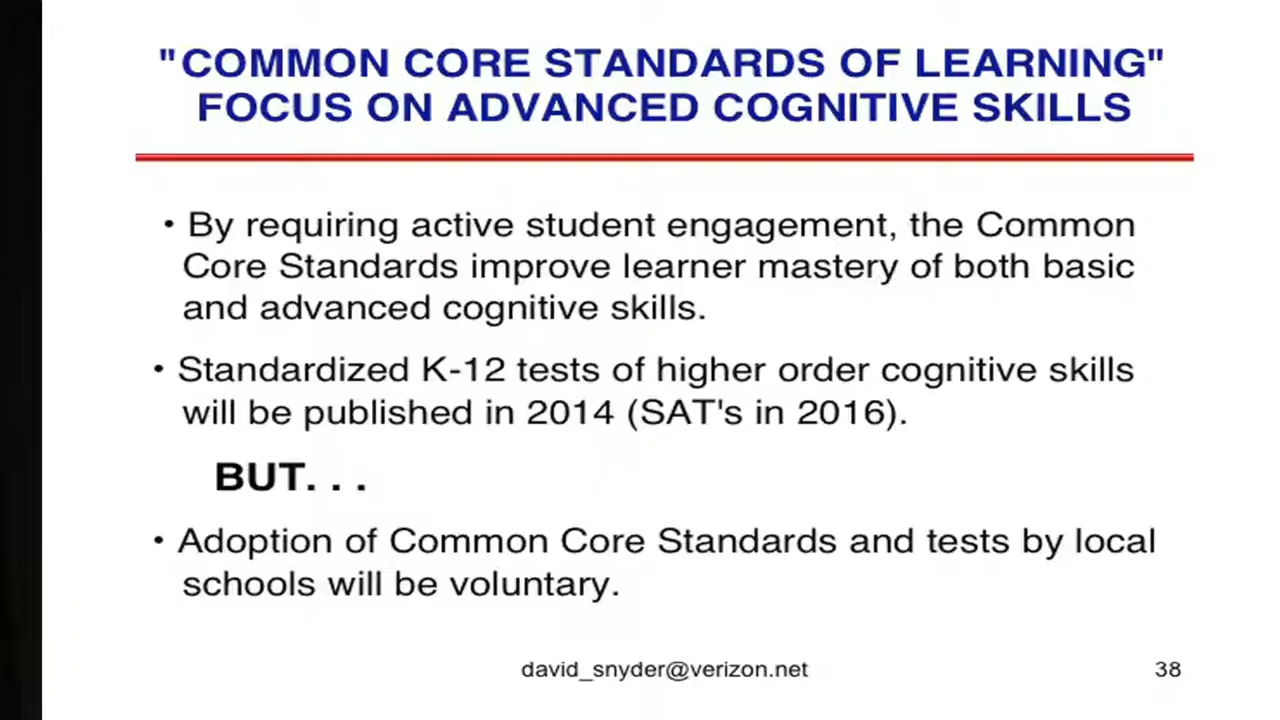 "COMMON CORE STANDARDS OF LEARNING"
FOCUS ON ADVANCED COGNITIVE SKILLS
• By requiring active student engagement, the Common
Core Standards improve learner mastery of both basic
and advanced cognitive skills.
• Standardized K-12 tests of higher order cognitive skills
will be published in 2014 (SAT's in 2016).
BUT. . .
• Adoption of Common Core Standards and tests by local
schools will be voluntary.
david_snyder@verizon.net 38